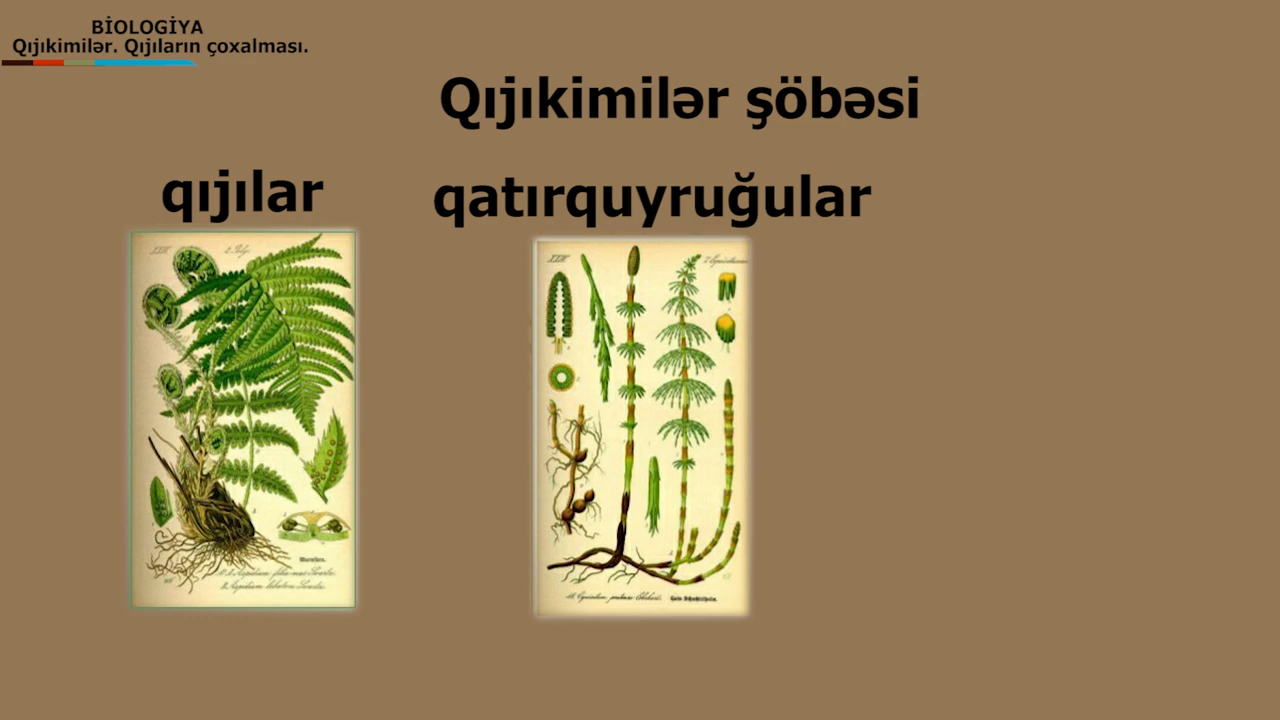 BİOLOGİYA
Qıjıkimilər. Qıjıların çoxalması.
Qıjıkimilər şöbəsi
qıjılar
qatırquyruğular